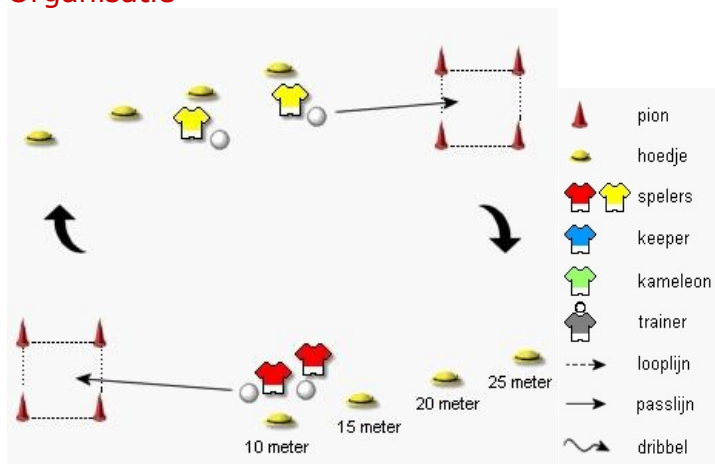 Organisatie
pion
hoedje
spelers
keeper
kameleon
trainer
looplijn
passlijn
dribbel
10 meter
15 meter
20 meter
25 meter